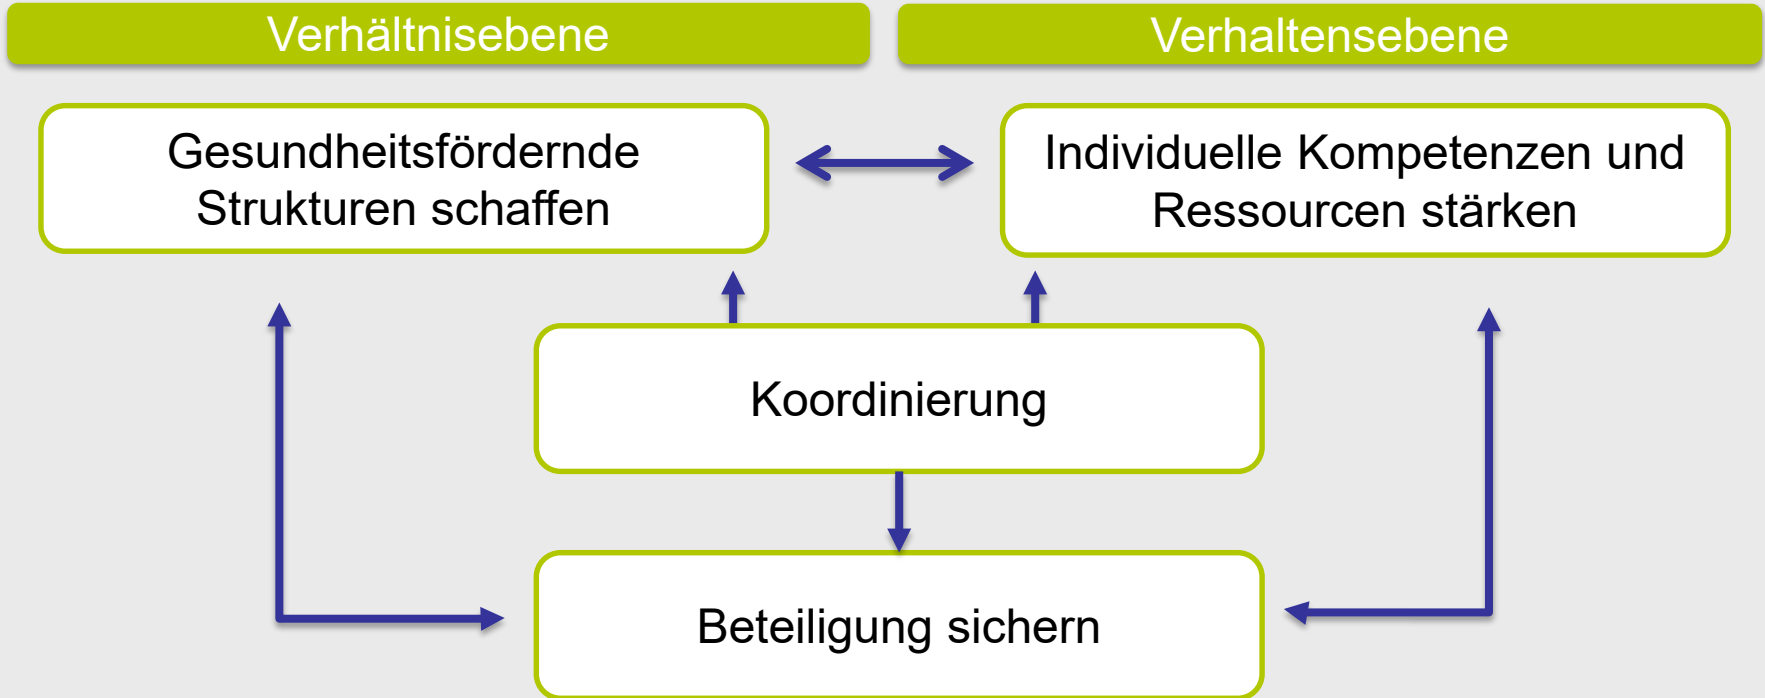 Verhältnisebene
Verhaltensebene
Gesundheitsfördernde
Strukturen schaffen
Individuelle Kompetenzen und
Ressourcen stärken
Koordinierung
Beteiligung sichern